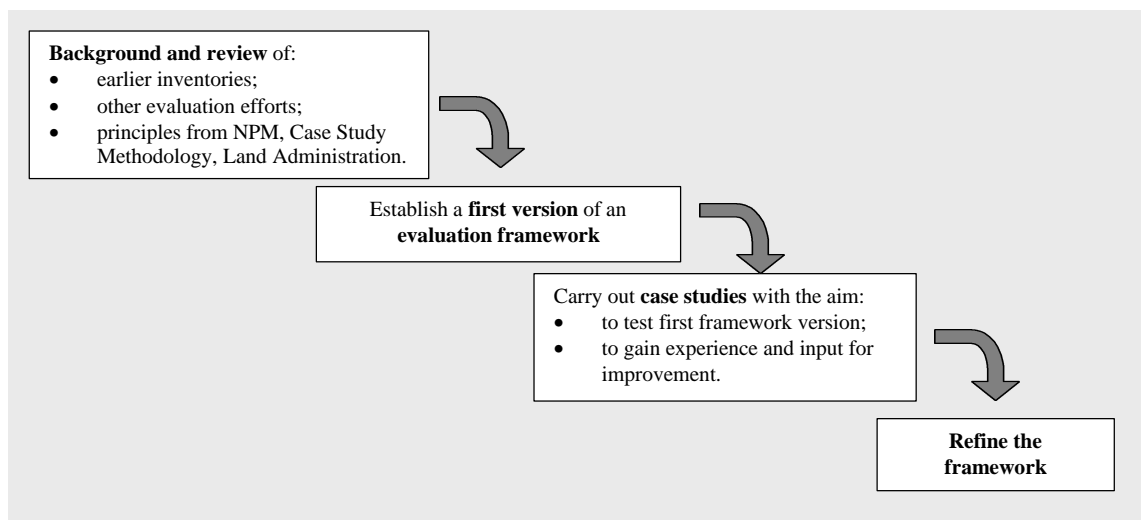 Background and review of:
• earlier inventories;
• other evaluation efforts;
• principles from NPM, Case Study
Methodology, Land Administration.
Establish a first version of an
evaluation framework
Carry out case studies with the aim:
• to test first framework version;
• to gain experience and input for
improvement.
Refine the
framework